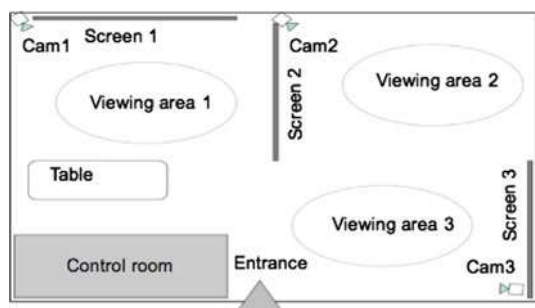 Screen 1
Cam1
Cam2
Viewing area 1
Screen 2
Viewing area 2
Table
Screen 3
Viewing area 3
Control room
Entrance
Cam3